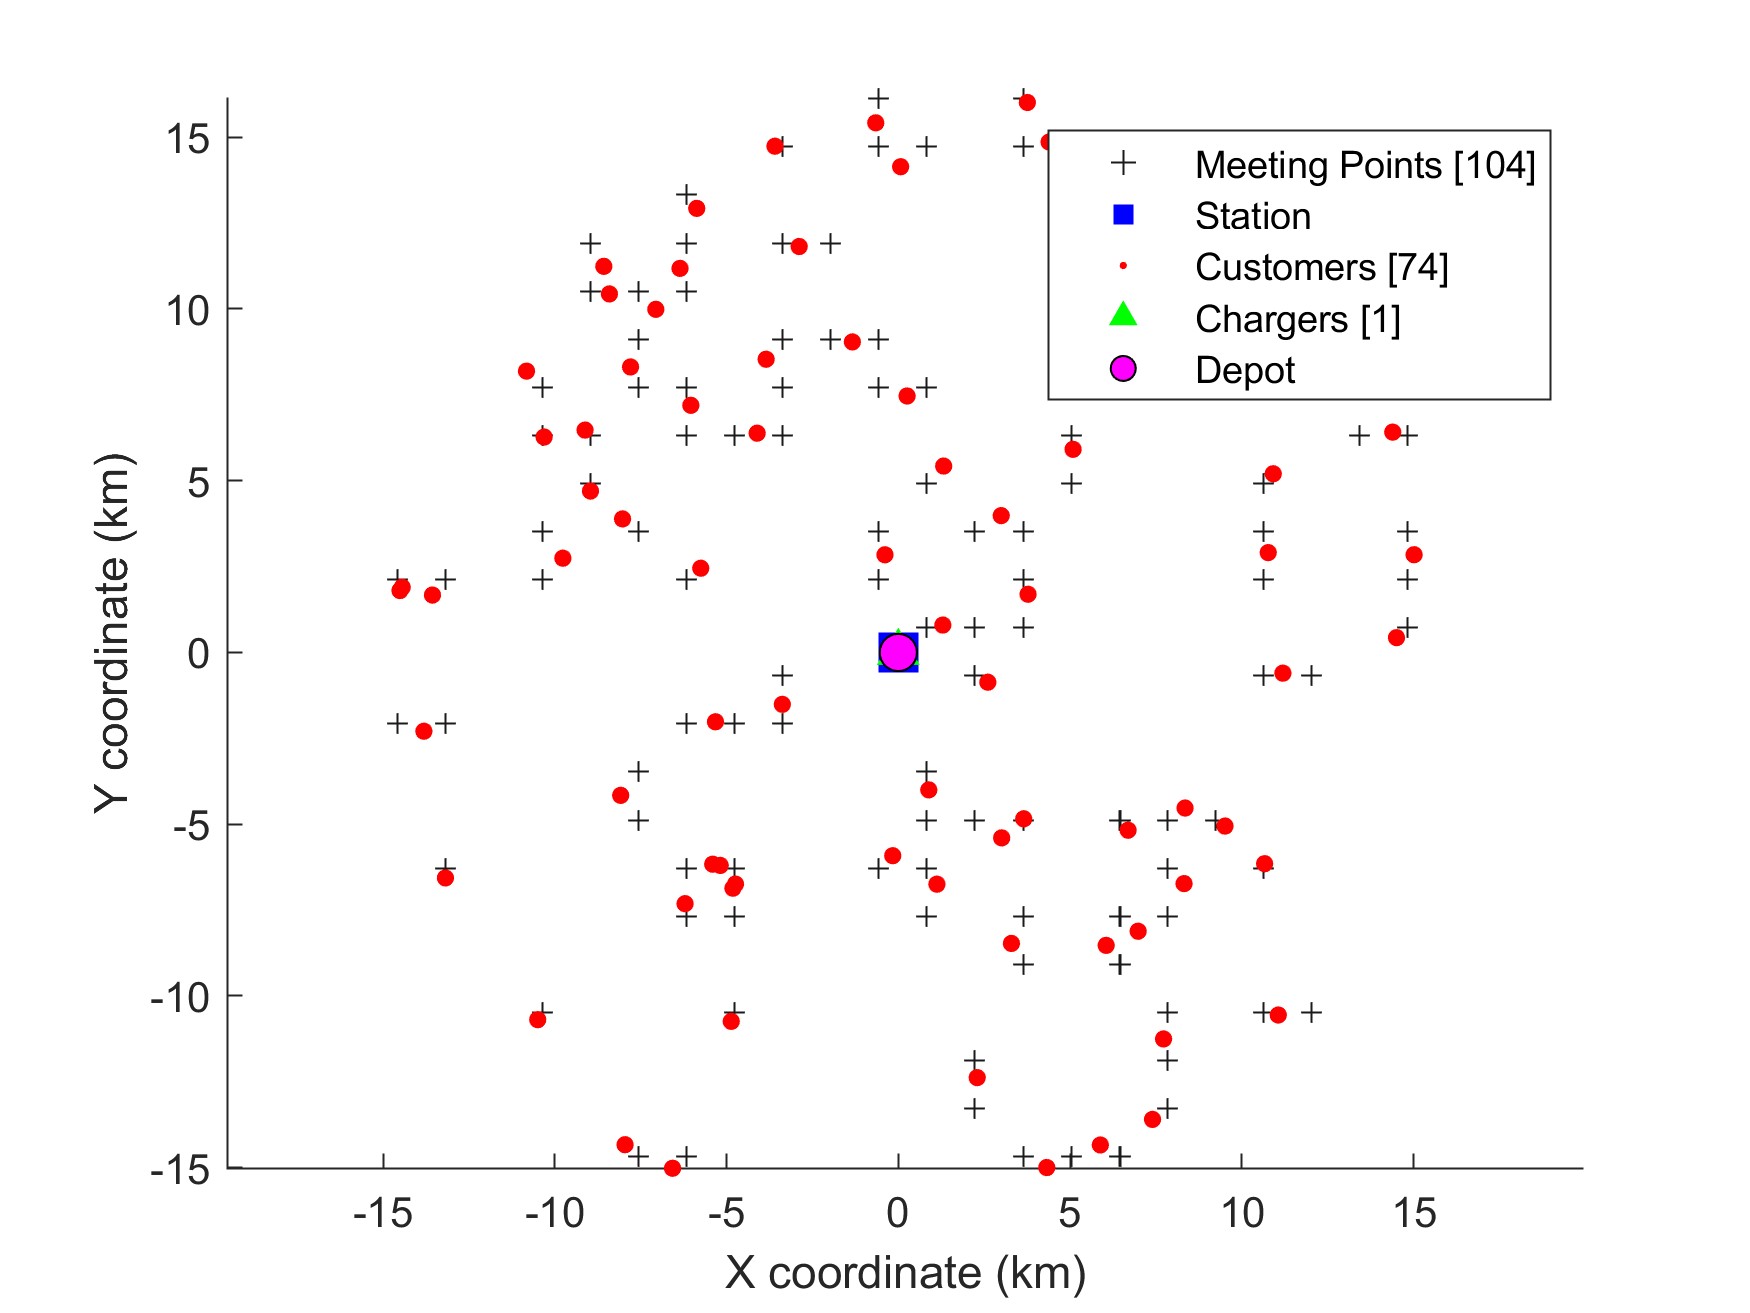 15
10
5
0
-5
-10
-15
Y coordinate (km)
Meeting Points [104]
Station
Customers [74]
Chargers [1]
Depot
-15 -10 -5 0 5 10 15
X coordinate (km)